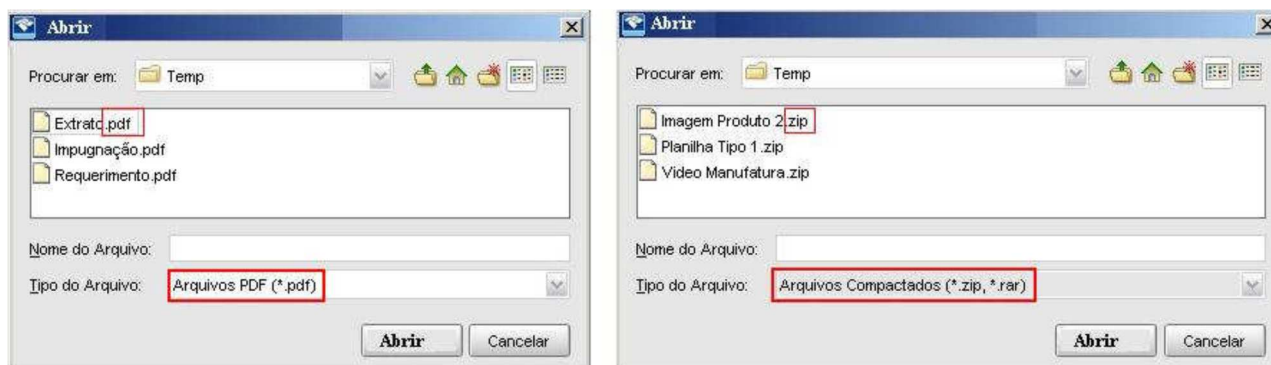 Abrir
Procurar em: Temp
Extrato.pdf
Impugnação.pdf
Requerimento.pdf
Nome do Arquivo:
Tipo do Arquivo: Arquivos PDF (*.pdf)
Abrir Cancelar
Abrir
Procurar em: Temp
Imagem Produto 2.zip
Planilha Tipo 1.zip
Video Manufatura.zip
Nome do Arquivo:
Tipo do Arquivo: Arquivos Compactados (*.zip, *.rar)
Abrir Cancelar